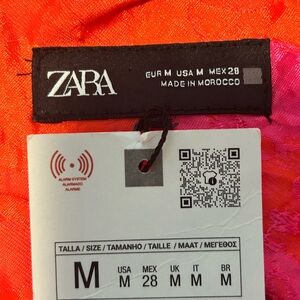 ZARA
EUR M USA M MEX 28
MADE IN MOROCCO
ALARM SYSTEM
ALARMADO
ALARME
TALLA / SIZE / TAMANHO / TAILLE / MAAT / ΜΕΓΕΘΟΣ
M
USA MEX UK IT BR
M 28 M M M